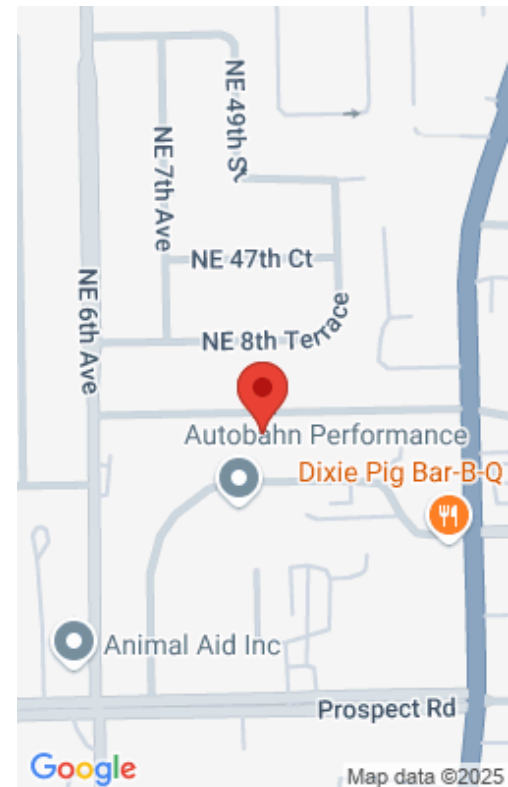 NE 49th St
NE 7th Ave
NE 47th Ct
NE 6th Ave
NE 8th Terrace
Autobahn Performance
Dixie Pig Bar-B-Q
Animal Aid Inc
Prospect Rd
Google
Map data ©2025